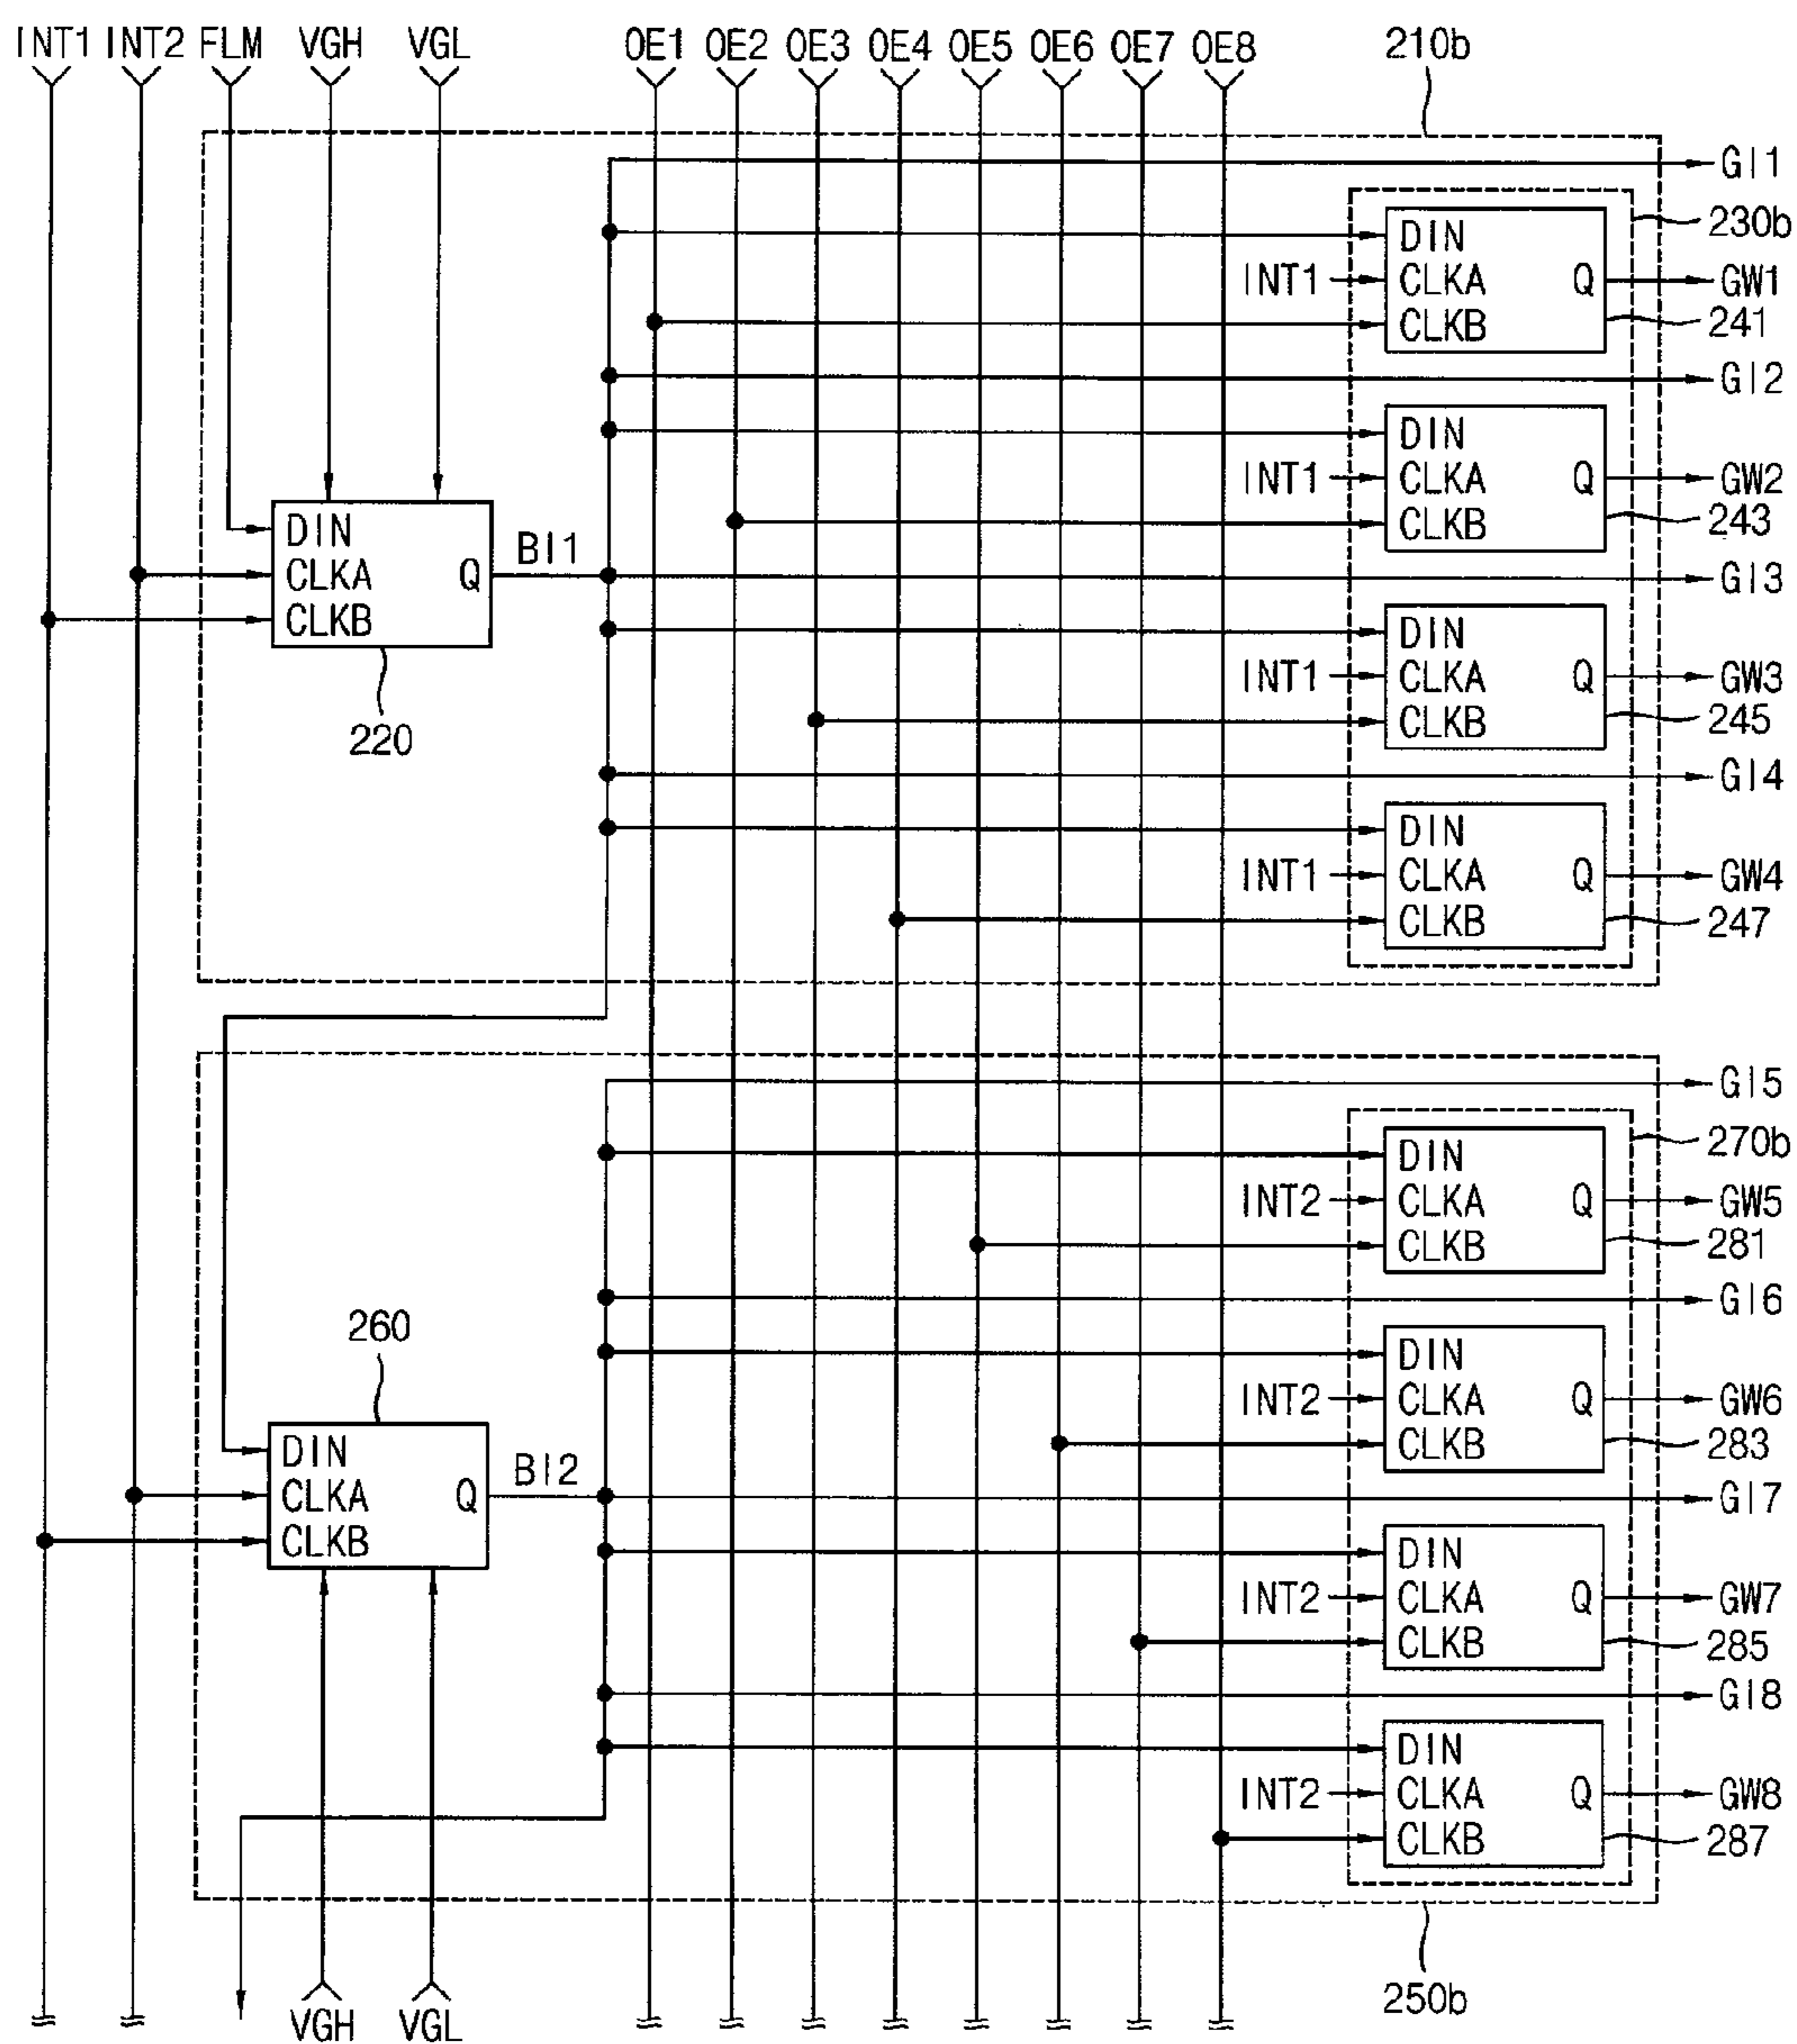 INT1 INT2 FLM VGH VGL OE1 OE2 OE3 OE4 OE5 OE6 OE7 OE8 210b
GI1
230b
DIN
INT1 CLKA Q GW1
CLKB 241
GI2
DIN
INT1 CLKA Q GW2
CLKB 243
DIN
CLKA Q BI1
CLKB
220
GI3
DIN
INT1 CLKA Q GW3
CLKB 245
GI4
DIN
INT1 CLKA Q GW4
CLKB 247
GI5
270b
DIN
INT2 CLKA Q GW5
CLKB 281
GI6
260
DIN
INT2 CLKA Q GW6
CLKB 283
DIN
CLKA Q BI2
CLKB
GI7
DIN
INT2 CLKA Q GW7
CLKB 285
GI8
DIN
INT2 CLKA Q GW8
CLKB 287
VGH VGL 250b